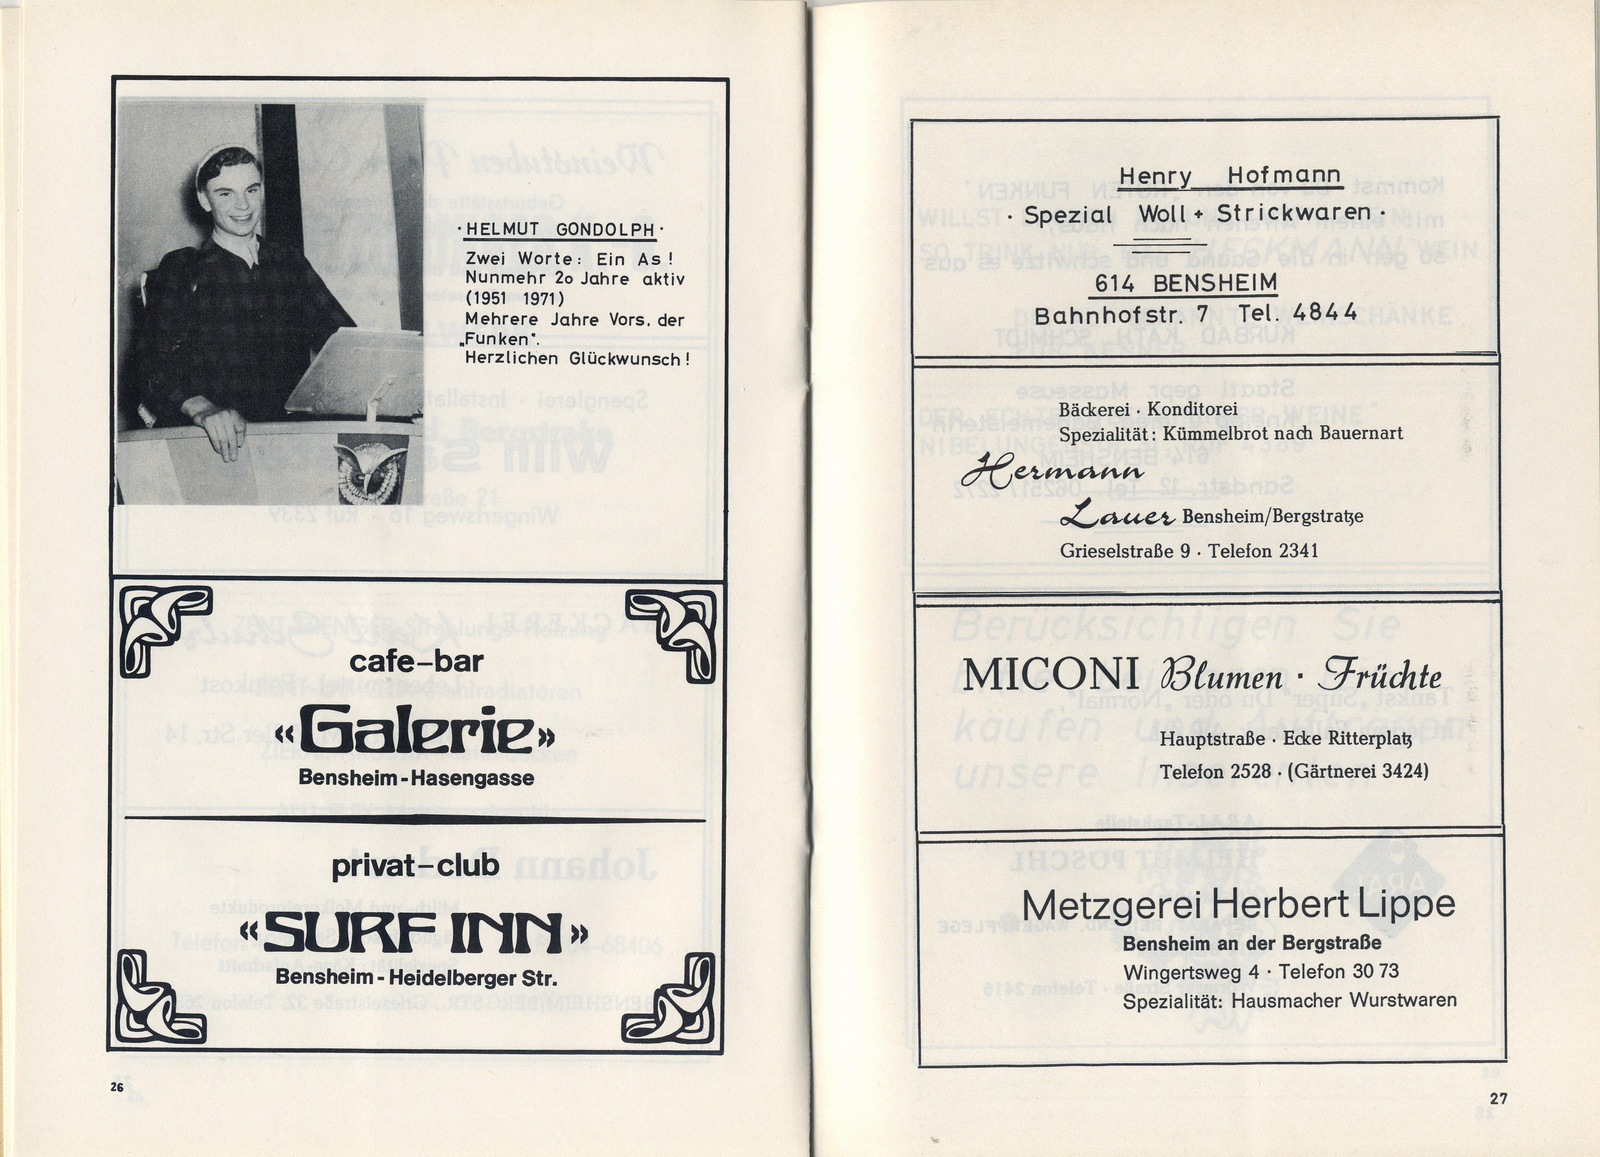 · HELMUT GONDOLPH ·
Zwei Worte: Ein As!
Nunmehr 2o Jahre aktiv
(1951 1971)
Mehrere Jahre Vors. der
„Funken“.
Herzlichen Glückwunsch!
cafe-bar
«Galerie»
Bensheim-Hasengasse
privat-club
«SURF INN»
Bensheim-Heidelberger Str.
26
Henry Hofmann
· Spezial Woll + Strickwaren ·
614 BENSHEIM
Bahnhofstr. 7 Tel. 4844
Bäckerei · Konditorei
Spezialität: Kümmelbrot nach Bauernart
Hermann
Lauer Bensheim/Bergstraße
Grieselstraße 9 · Telefon 2341
MICONI Blumen · Früchte
Hauptstraße · Ecke Ritterplatz
Telefon 2528 · (Gärtnerei 3424)
Metzgerei Herbert Lippe
Bensheim an der Bergstraße
Wingertsweg 4 · Telefon 30 73
Spezialität: Hausmacher Wurstwaren
27